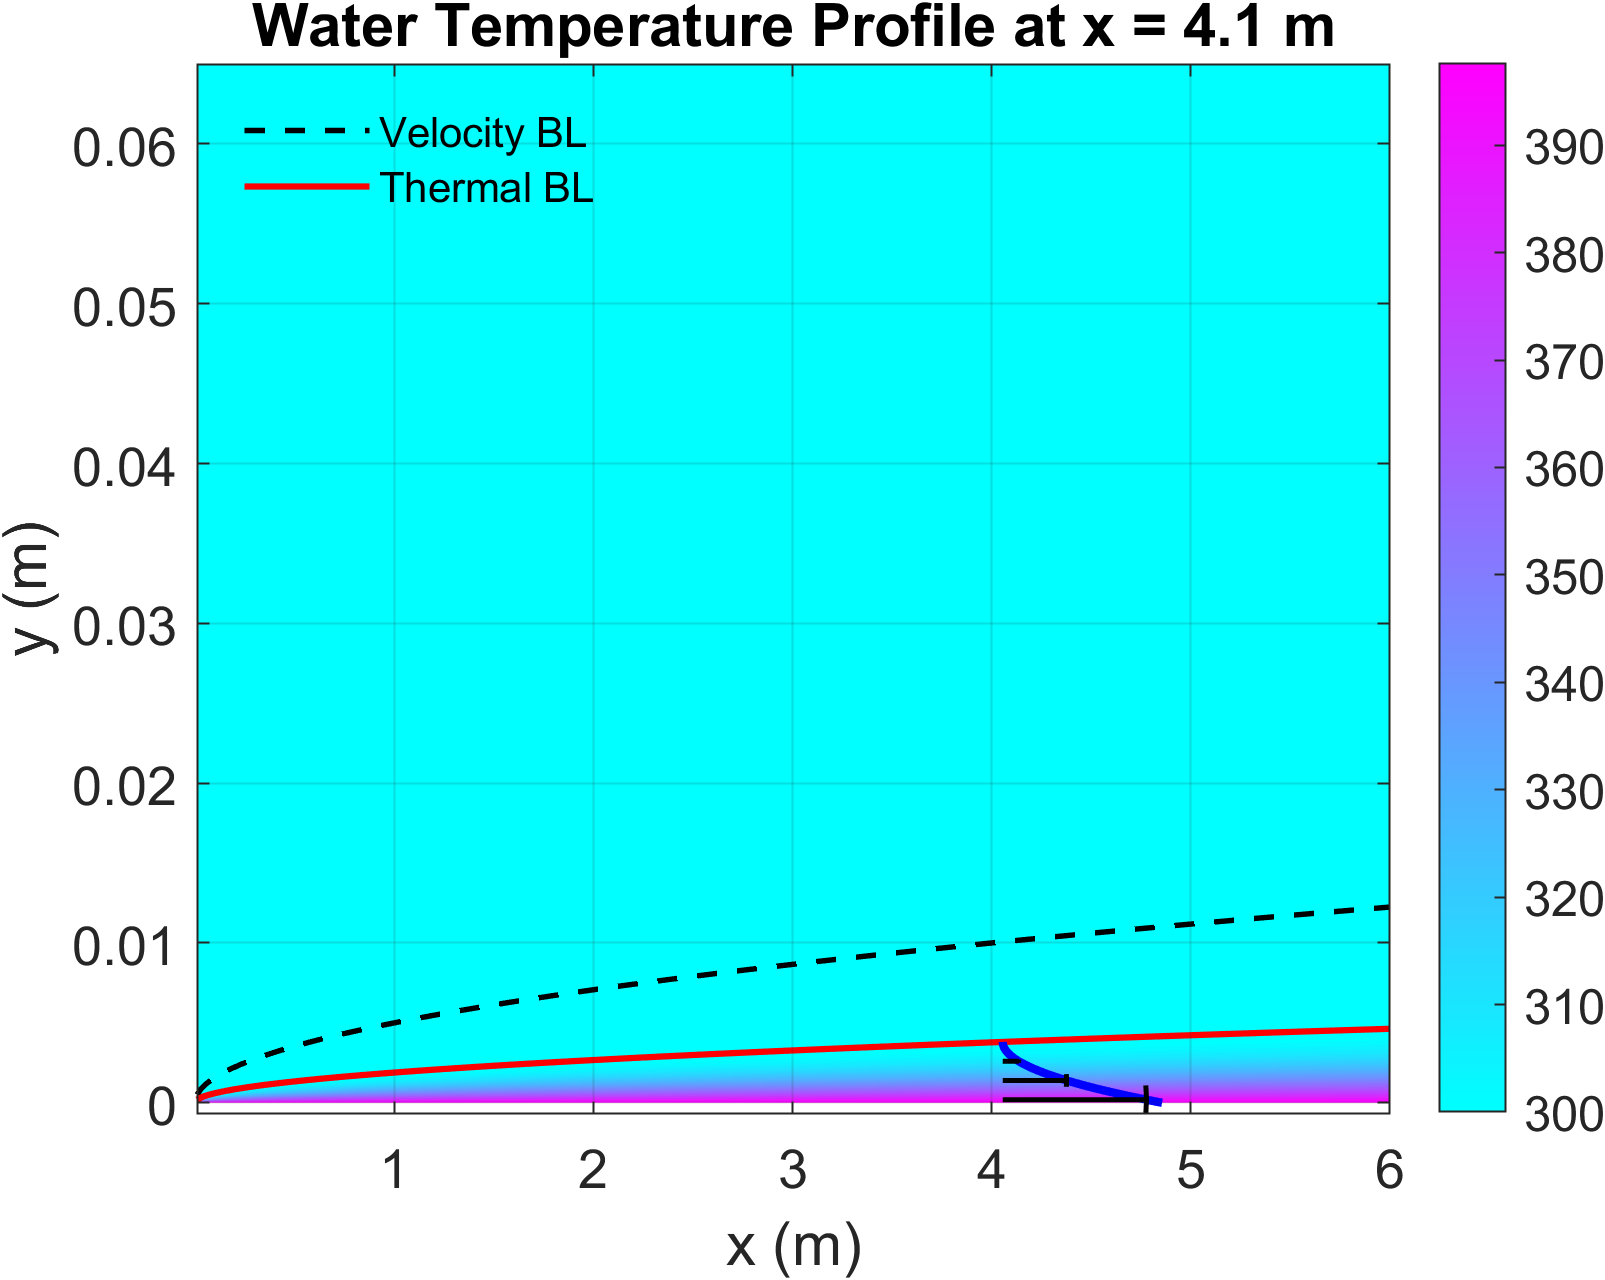 Water Temperature Profile at x = 4.1 m
Velocity BL
Thermal BL
y (m)
0.06
0.05
0.04
0.03
0.02
0.01
0
1 2 3 4 5 6
x (m)
390
380
370
360
350
340
330
320
310
300